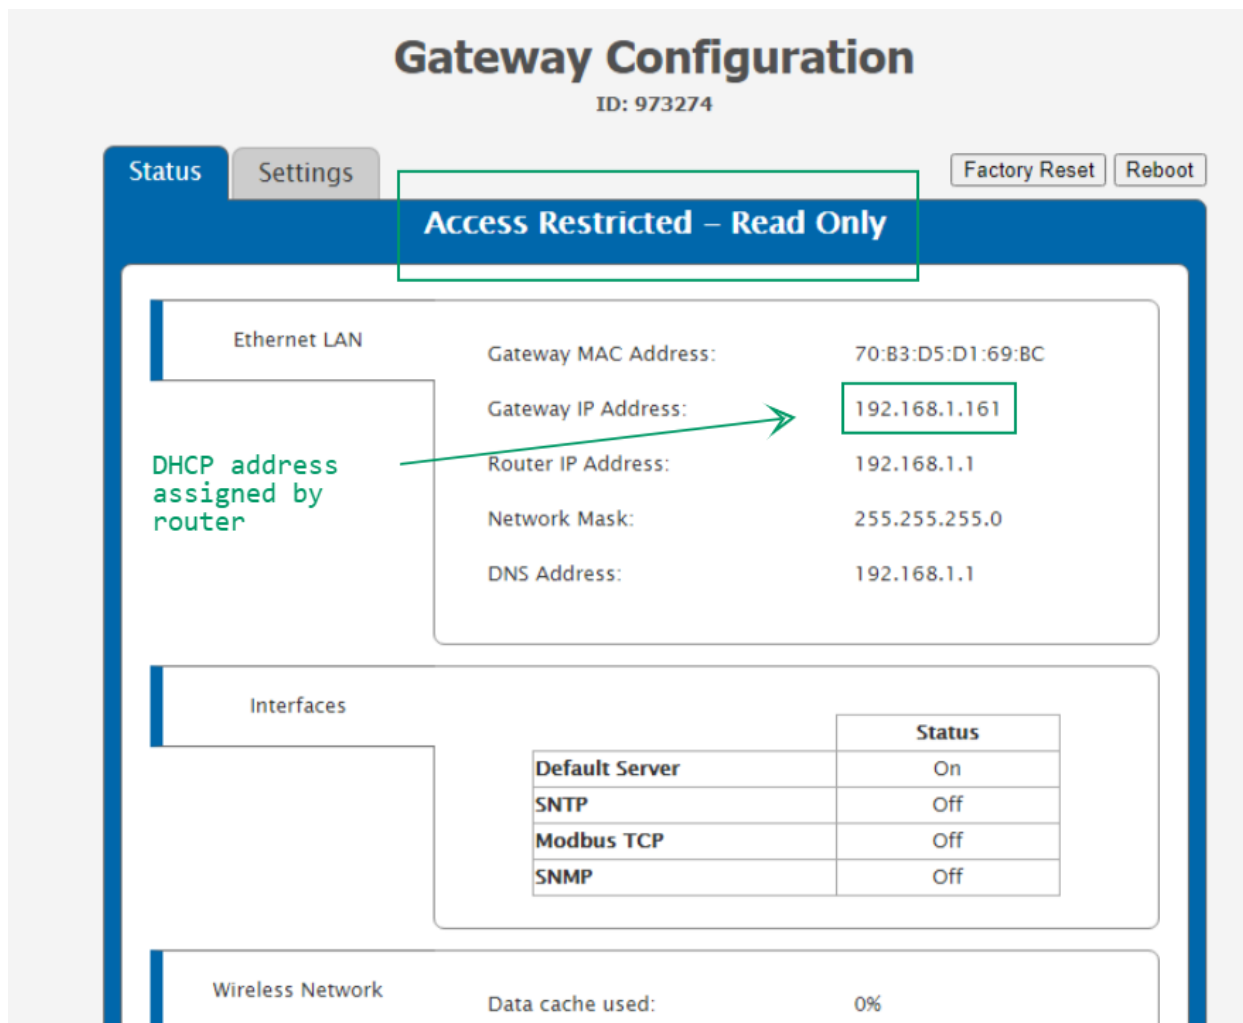 Gateway Configuration
ID: 973274
Status
Settings
Factory Reset
Reboot
Access Restricted – Read Only
Ethernet LAN
Gateway MAC Address: 70:B3:D5:D1:69:BC
Gateway IP Address: 192.168.1.161
Router IP Address: 192.168.1.1
Network Mask: 255.255.255.0
DNS Address: 192.168.1.1
DHCP address
assigned by
router
Interfaces
Status
Default Server On
SNTP Off
Modbus TCP Off
SNMP Off
Wireless Network
Data cache used: 0%